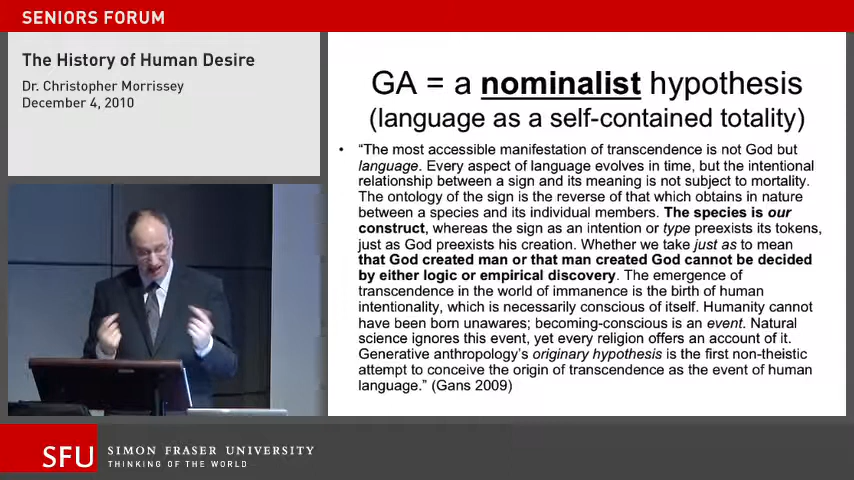 SENIORS FORUM
The History of Human Desire
Dr. Christopher Morrissey
December 4, 2010
GA = a nominalist hypothesis
(language as a self-contained totality)
• “The most accessible manifestation of transcendence is not God but
language. Every aspect of language evolves in time, but the intentional
relationship between a sign and its meaning is not subject to mortality.
The ontology of the sign is the reverse of that which obtains in nature
between a species and its individual members. The species is our
construct, whereas the sign as an intention or type preexists its tokens,
just as God preexists his creation. Whether we take just as to mean
that God created man or that man created God cannot be decided
by either logic or empirical discovery. The emergence of
transcendence in the world of immanence is the birth of human
intentionality, which is necessarily conscious of itself. Humanity cannot
have been born unawares; becoming-conscious is an event. Natural
science ignores this event, yet every religion offers an account of it.
Generative anthropology’s originary hypothesis is the first non-theistic
attempt to conceive the origin of transcendence as the event of human
language.” (Gans 2009)
SFU
SIMON FRASER UNIVERSITY
THINKING OF THE WORLD